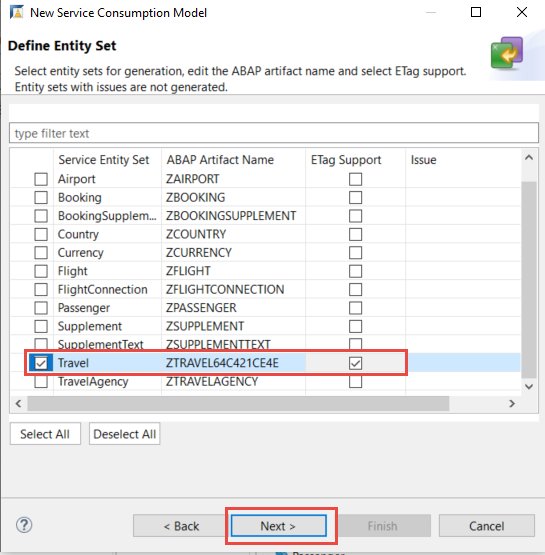 New Service Consumption Model
Define Entity Set
Select entity sets for generation, edit the ABAP artifact name and select ETag support.
Entity sets with issues are not generated.
type filter text
Service Entity Set ABAP Artifact Name ETag Support Issue
Airport ZAIRPORT
Booking ZBOOKING
BookingSupplem... ZBOOKINGSUPPLEMENT
Country ZCOUNTRY
Currency ZCURRENCY
Flight ZFLIGHT
FlightConnection ZFLIGHTCONNECTION
Passenger ZPASSENGER
Supplement ZSUPPLEMENT
SupplementText ZSUPPLEMENTTEXT
Travel ZTRAVEL64C421CE4E
TravelAgency ZTRAVELAGENCY
Select All Deselect All
? < Back Next > Finish Cancel